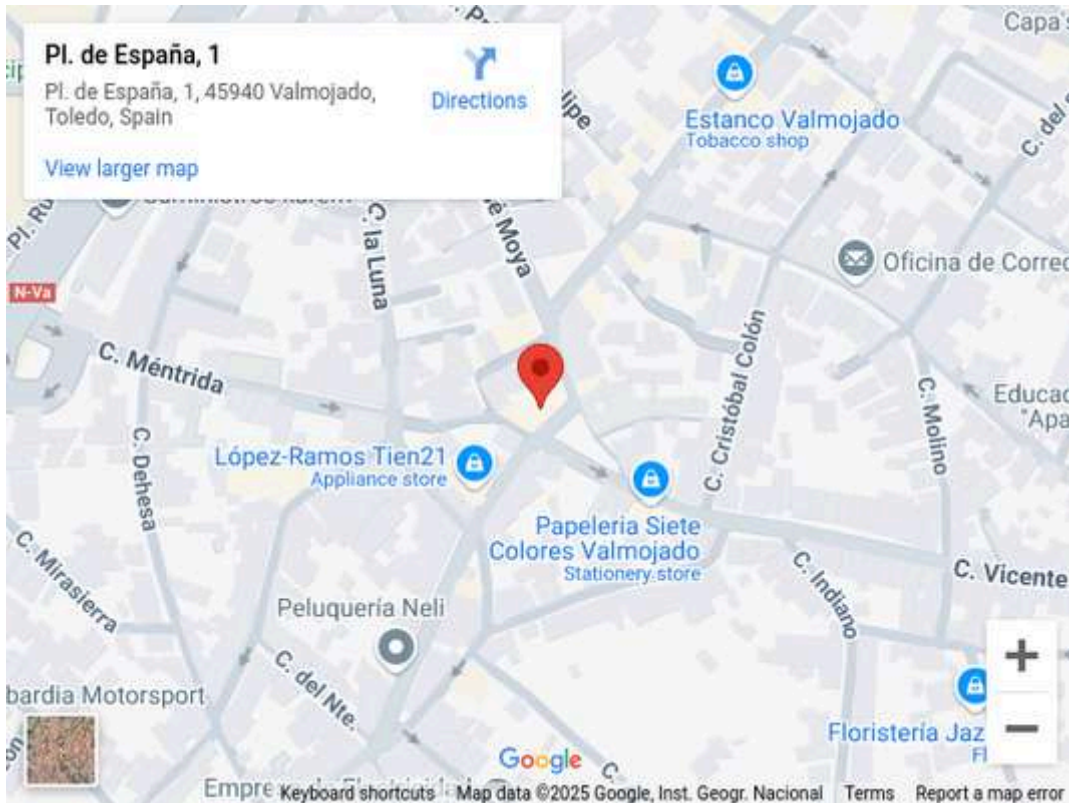 Pl. de España, 1
Pl. de España, 1, 45940 Valmojado,
Toledo, Spain
Directions
View larger map
Capa's
Estanco Valmojado
Tobacco shop
C. la Luna
Moya
C. del
Oficina de Correo
N-Va
C. Méntrida
C. Cristóbal Colón
C. Molino
Educac
"Apa
C. Dehesa
López-Ramos Tien21
Appliance store
Papeleria Siete
Colores Valmojado
Stationery store
C. Mirasierra
C. Vicente
C. Indiano
Peluquería Neli
C. del Nte.
bardia Motorsport
Floristería Jaz
Fl
Google
C.
Keyboard shortcuts
Map data ©2025 Google, Inst. Geogr. Nacional
Terms
Report a map error